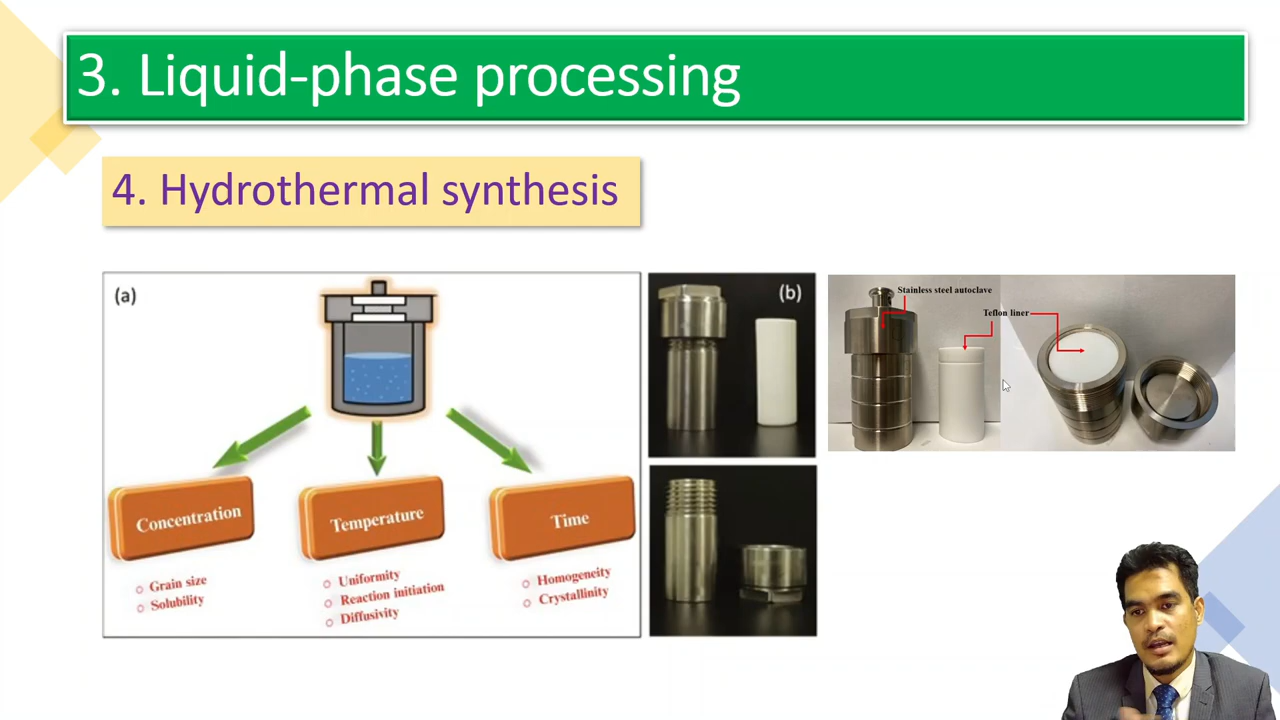 3. Liquid-phase processing
4. Hydrothermal synthesis
(a)
Concentration
Grain size
Solubility
Temperature
Uniformity
Reaction initiation
Diffusivity
Time
Homogeneity
Crystallinity
(b)
Stainless steel autoclave
Teflon liner